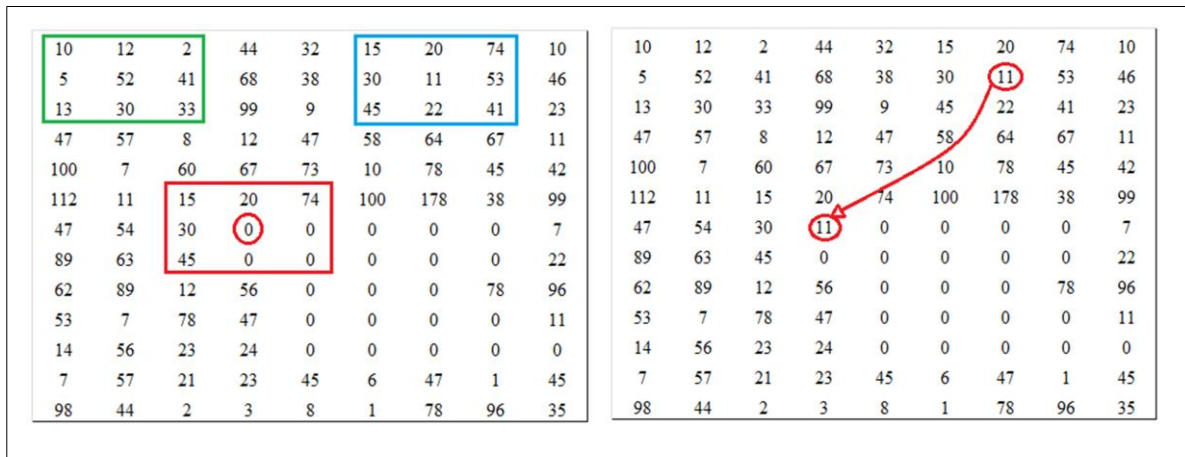 10 12 2 44 32 15 20 74 10
5 52 41 68 38 30 11 53 46
13 30 33 99 9 45 22 41 23
47 57 8 12 47 58 64 67 11
100 7 60 67 73 10 78 45 42
112 11 15 20 74 100 178 38 99
47 54 30 0 0 0 0 0 7
89 63 45 0 0 0 0 0 22
62 89 12 56 0 0 0 78 96
53 7 78 47 0 0 0 0 11
14 56 23 24 0 0 0 0 0
7 57 21 23 45 6 47 1 45
98 44 2 3 8 1 78 96 35
10 12 2 44 32 15 20 74 10
5 52 41 68 38 30 11 53 46
13 30 33 99 9 45 22 41 23
47 57 8 12 47 58 64 67 11
100 7 60 67 73 10 78 45 42
112 11 15 20 74 100 178 38 99
47 54 30 11 0 0 0 0 7
89 63 45 0 0 0 0 0 22
62 89 12 56 0 0 0 78 96
53 7 78 47 0 0 0 0 11
14 56 23 24 0 0 0 0 0
7 57 21 23 45 6 47 1 45
98 44 2 3 8 1 78 96 35